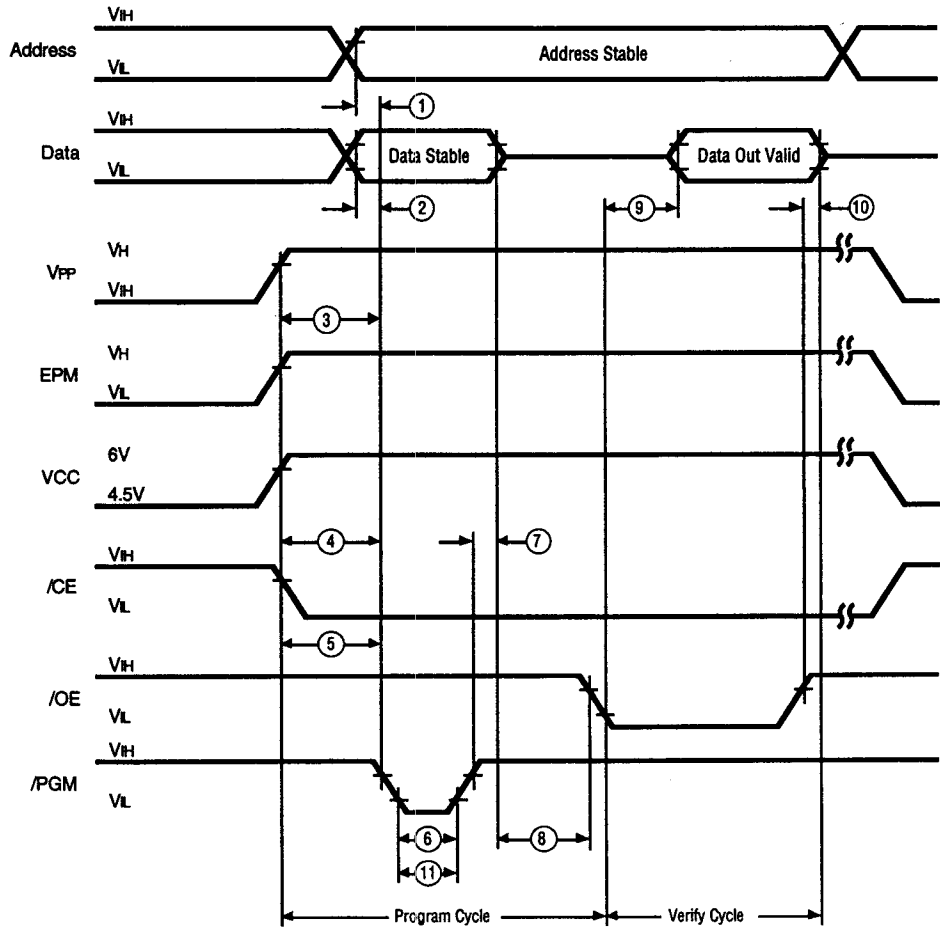 VIH
Address
Address Stable
VIL
1
VIH
Data
Data Stable
Data Out Valid
VIL
2
9
10
VH
VPP
VIH
3
VH
EPM
VIL
6V
VCC
4.5V
4
7
VIH
/CE
VIL
5
VIH
/OE
VIL
VIH
/PGM
VIL
6
8
11
Program Cycle
Verify Cycle